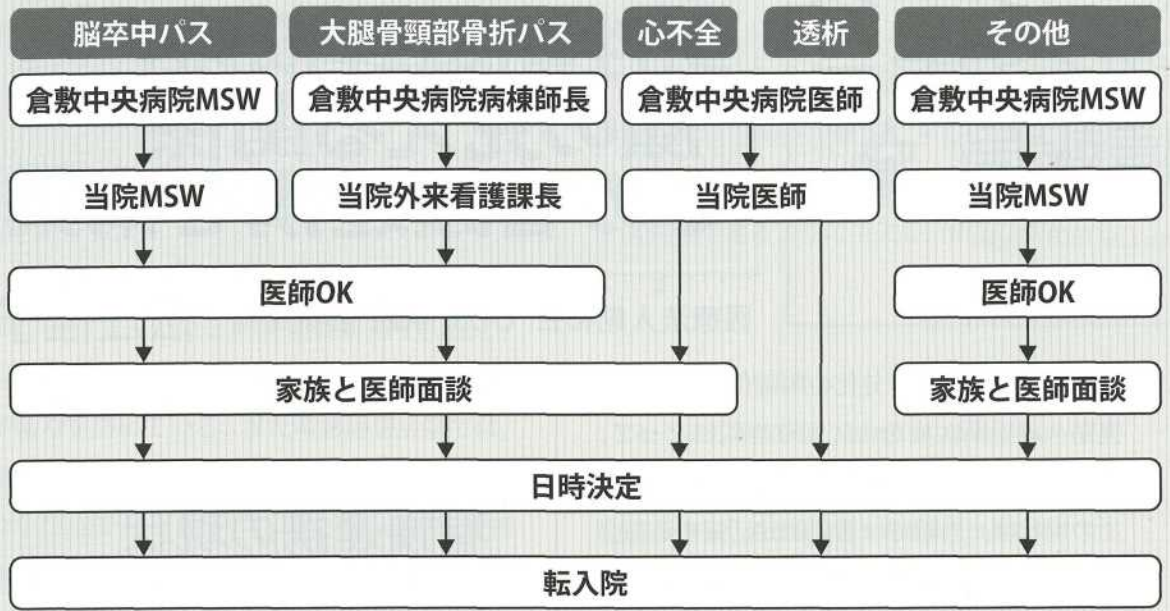 脳卒中パス
大腿骨頸部骨折パス
心不全
透析
その他
倉敷中央病院MSW
倉敷中央病院病棟師長
倉敷中央病院医師
倉敷中央病院MSW
当院MSW
当院外来看護課長
当院医師
当院MSW
医師OK
医師OK
家族と医師面談
家族と医師面談
日時決定
転入院